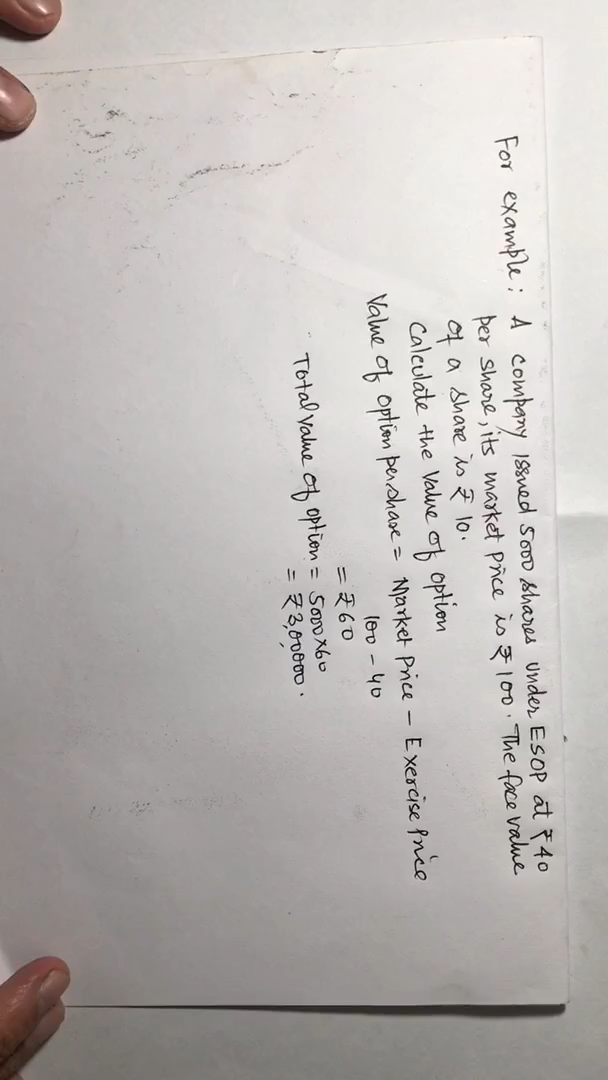 For example: A company issued 5000 shares under ESOP at ₹40
per share, its market price is ₹100. The face value
of a share is ₹10.
Calculate the value of option
Value of option per share = Market Price - Exercise Price
100 - 40
= ₹60
Total value of option = 5000×60
= ₹3,00000.